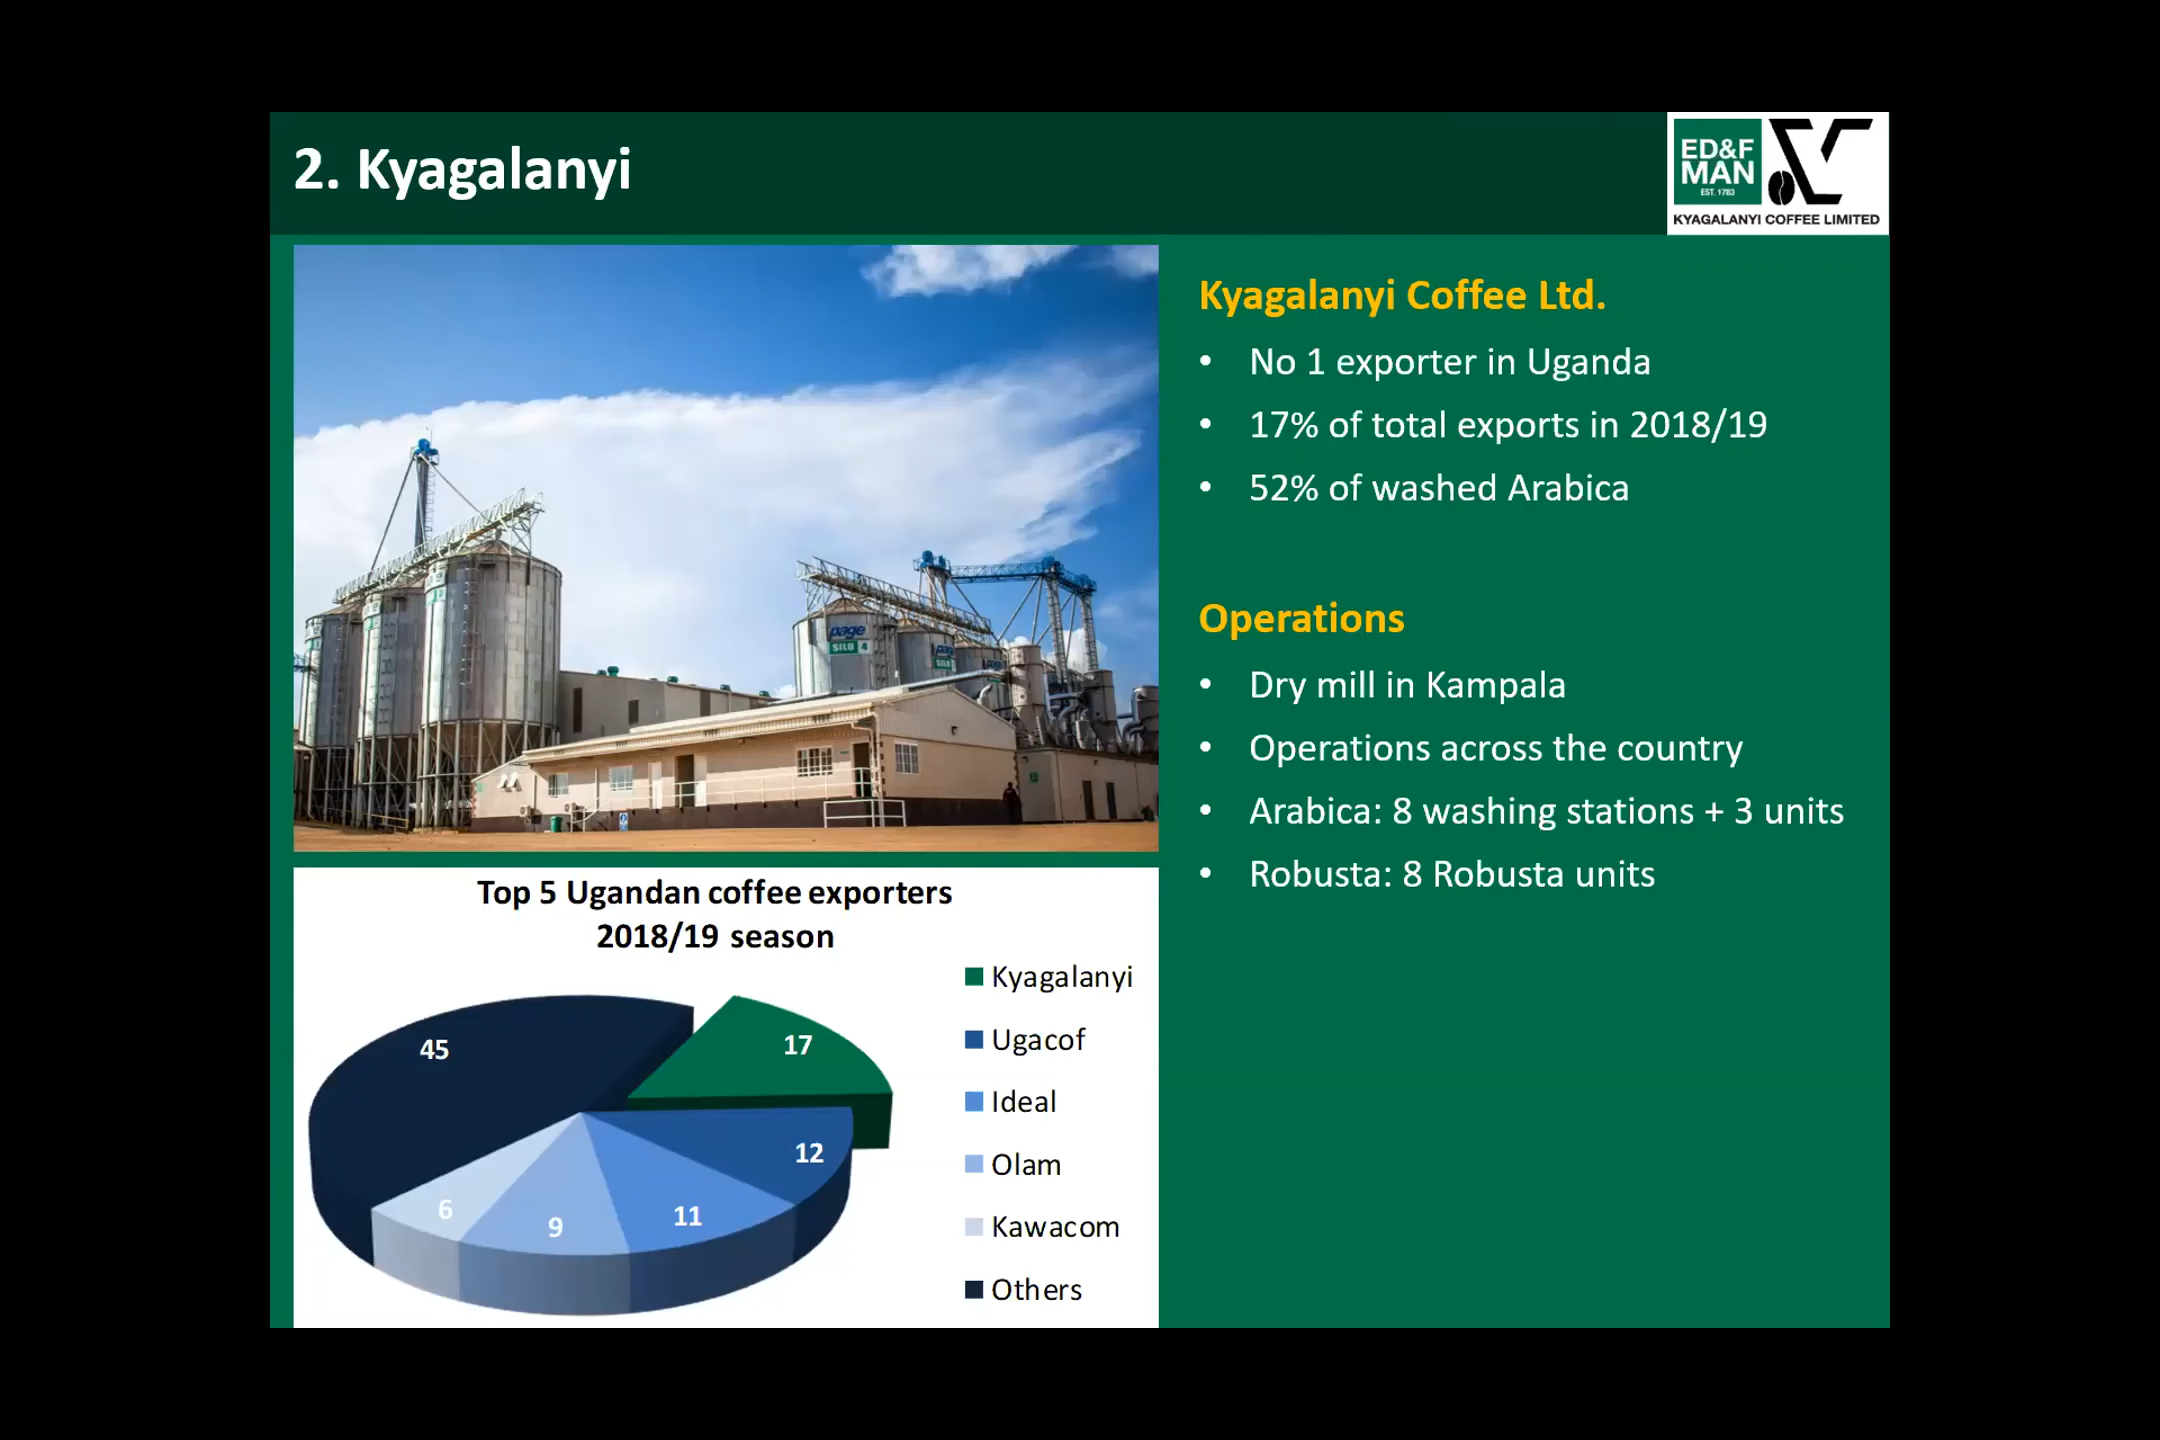 2. Kyagalanyi
ED&F
MAN
EST. 1783
KYAGALANYI COFFEE LIMITED
page
SILO 4
page
SILO
page
Kyagalanyi Coffee Ltd.
• No 1 exporter in Uganda
• 17% of total exports in 2018/19
• 52% of washed Arabica
Operations
• Dry mill in Kampala
• Operations across the country
• Arabica: 8 washing stations + 3 units
• Robusta: 8 Robusta units
Top 5 Ugandan coffee exporters
2018/19 season
45
17
12
11
9
6
Kyagalanyi
Ugacof
Ideal
Olam
Kawacom
Others